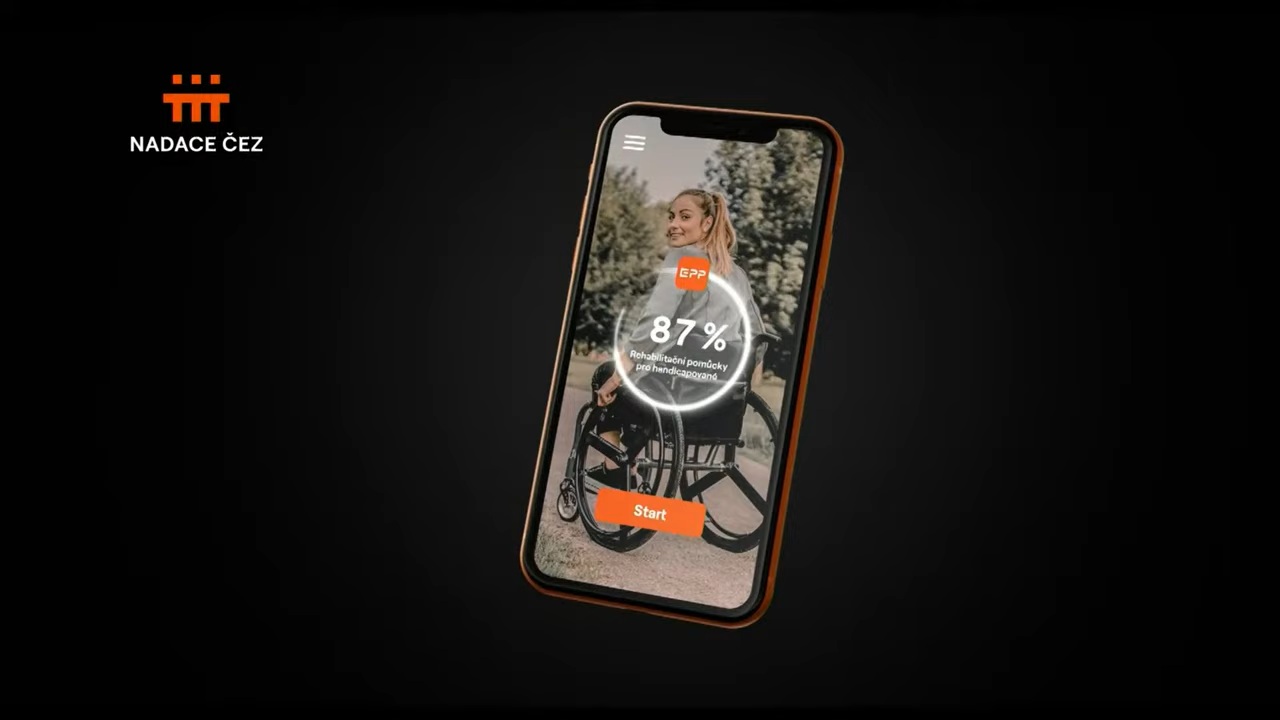 NADACE ČEZ
EPP
87 %
Rehabilitační pomůcky
pro handicapované
Start